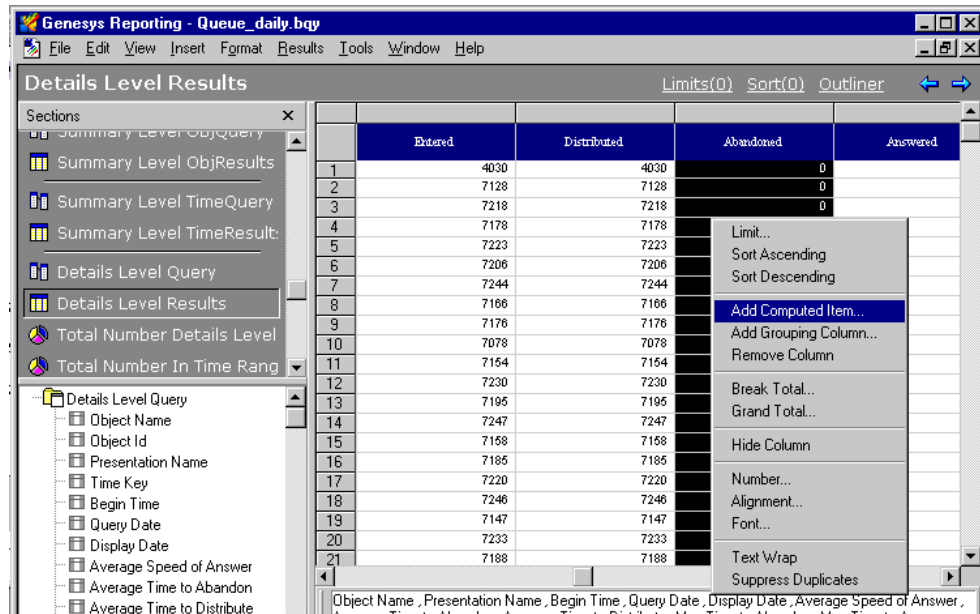 Genesys Reporting - Queue_daily.bqy
File Edit View Insert Format Results Tools Window Help
Details Level Results Limits(0) Sort(0) Outliner
Sections
Summary Level ObjQuery
Summary Level ObjResults
Summary Level TimeQuery
Summary Level TimeResults
Details Level Query
Details Level Results
Total Number Details Level
Total Number In Time Rang
Details Level Query
Object Name
Object Id
Presentation Name
Time Key
Begin Time
Query Date
Display Date
Average Speed of Answer
Average Time to Abandon
Average Time to Distribute
Entered Distributed Abandoned Answered
1 4030 4030 0
2 7128 7128 0
3 7218 7218 0
4 7178 7178
5 7223 7223
6 7206 7206
7 7244 7244
8 7166 7166
9 7176 7176
10 7078 7078
11 7154 7154
12 7230 7230
13 7195 7195
14 7247 7247
15 7158 7158
16 7185 7185
17 7220 7220
18 7246 7246
19 7147 7147
20 7233 7233
21 7188 7188
Limit...
Sort Ascending
Sort Descending
Add Computed Item...
Add Grouping Column...
Remove Column
Break Total...
Grand Total...
Hide Column
Number...
Alignment...
Font...
Text Wrap
Suppress Duplicates
Object Name , Presentation Name , Begin Time , Query Date , Display Date , Average Speed of Answer ,